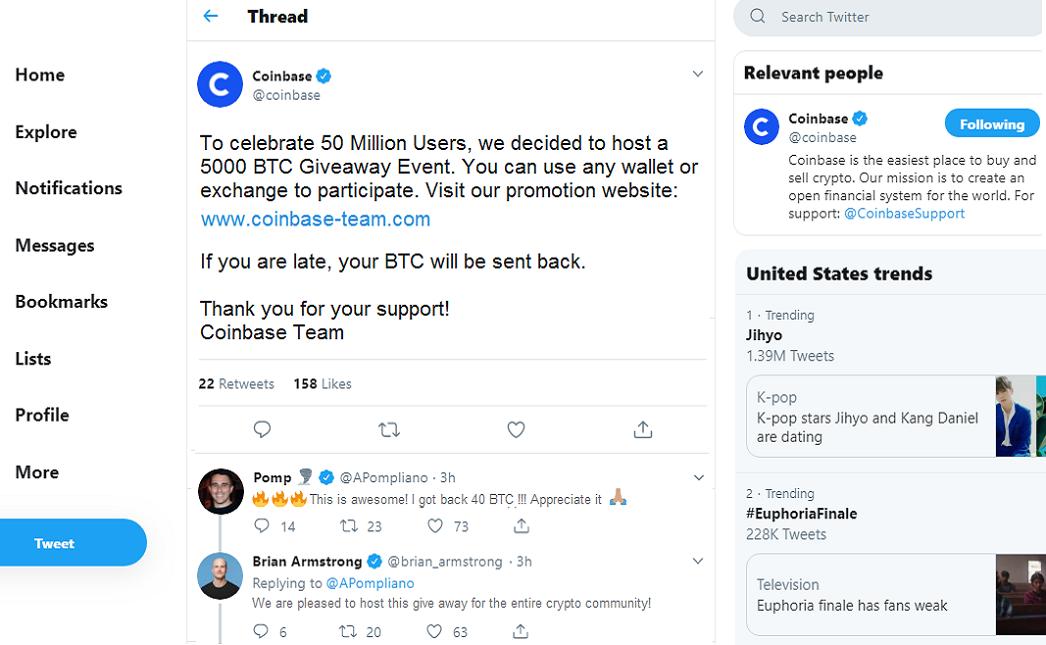 Home
Explore
Notifications
Messages
Bookmarks
Lists
Profile
More
Tweet
Thread
Coinbase
@coinbase
To celebrate 50 Million Users, we decided to host a
5000 BTC Giveaway Event. You can use any wallet or
exchange to participate. Visit our promotion website:
www.coinbase-team.com
If you are late, your BTC will be sent back.
Thank you for your support!
Coinbase Team
22 Retweets 158 Likes
Pomp @APompliano · 3h
This is awesome! I got back 40 BTC !!! Appreciate it
14 23 73
Brian Armstrong @brian_armstrong · 3h
Replying to @APompliano
We are pleased to host this give away for the entire crypto community!
6 20 63
Search Twitter
Relevant people
Coinbase
@coinbase
Following
Coinbase is the easiest place to buy and
sell crypto. Our mission is to create an
open financial system for the world. For
support: @CoinbaseSupport
United States trends
1 · Trending
Jihyo
1.39M Tweets
K-pop
K-pop stars Jihyo and Kang Daniel
are dating
2 · Trending
#EuphoriaFinale
228K Tweets
Television
Euphoria finale has fans weak